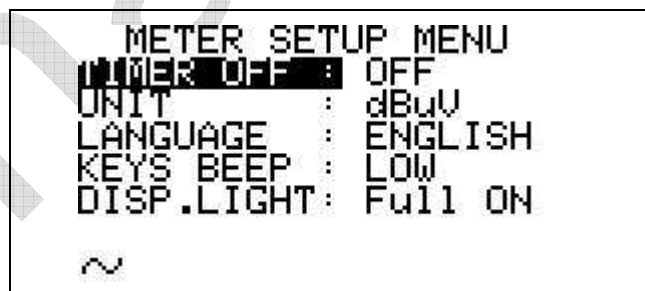 METER SETUP MENU
TIMER OFF : OFF
UNIT : dBuV
LANGUAGE : ENGLISH
KEYS BEEP : LOW
DISP.LIGHT: Full ON
~